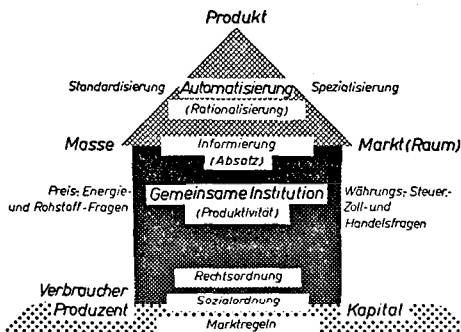 Produkt
Standardisierung
Automatisierung
Spezialisierung
(Rationalisierung)
Masse
Informierung
Markt (Raum)
(Absatz)
Preis-, Energie-
und Rohstoff-Fragen
Gemeinsame Institution
(Produktivität)
Währungs-, Steuer-,
Zoll- und
Handelsfragen
Rechtsordnung
Verbraucher
Produzent
Sozialordnung
Kapital
Marktregeln